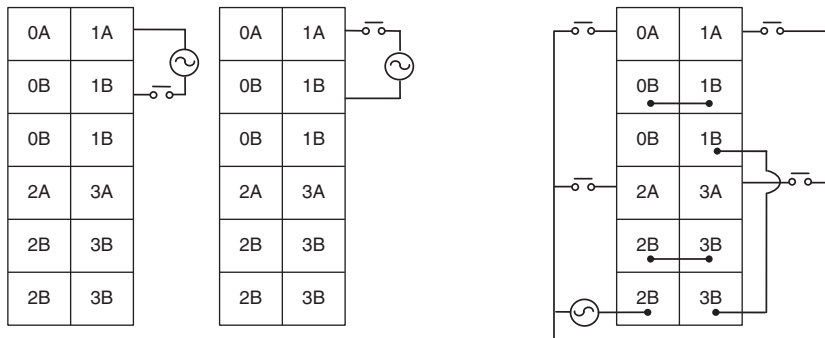 0A 1A 0A 1A 0A 1A
0B 1B 0B 1B 0B 1B
0B 1B 0B 1B 0B 1B
2A 3A 2A 3A 2A 3A
2B 3B 2B 3B 2B 3B
2B 3B 2B 3B 2B 3B